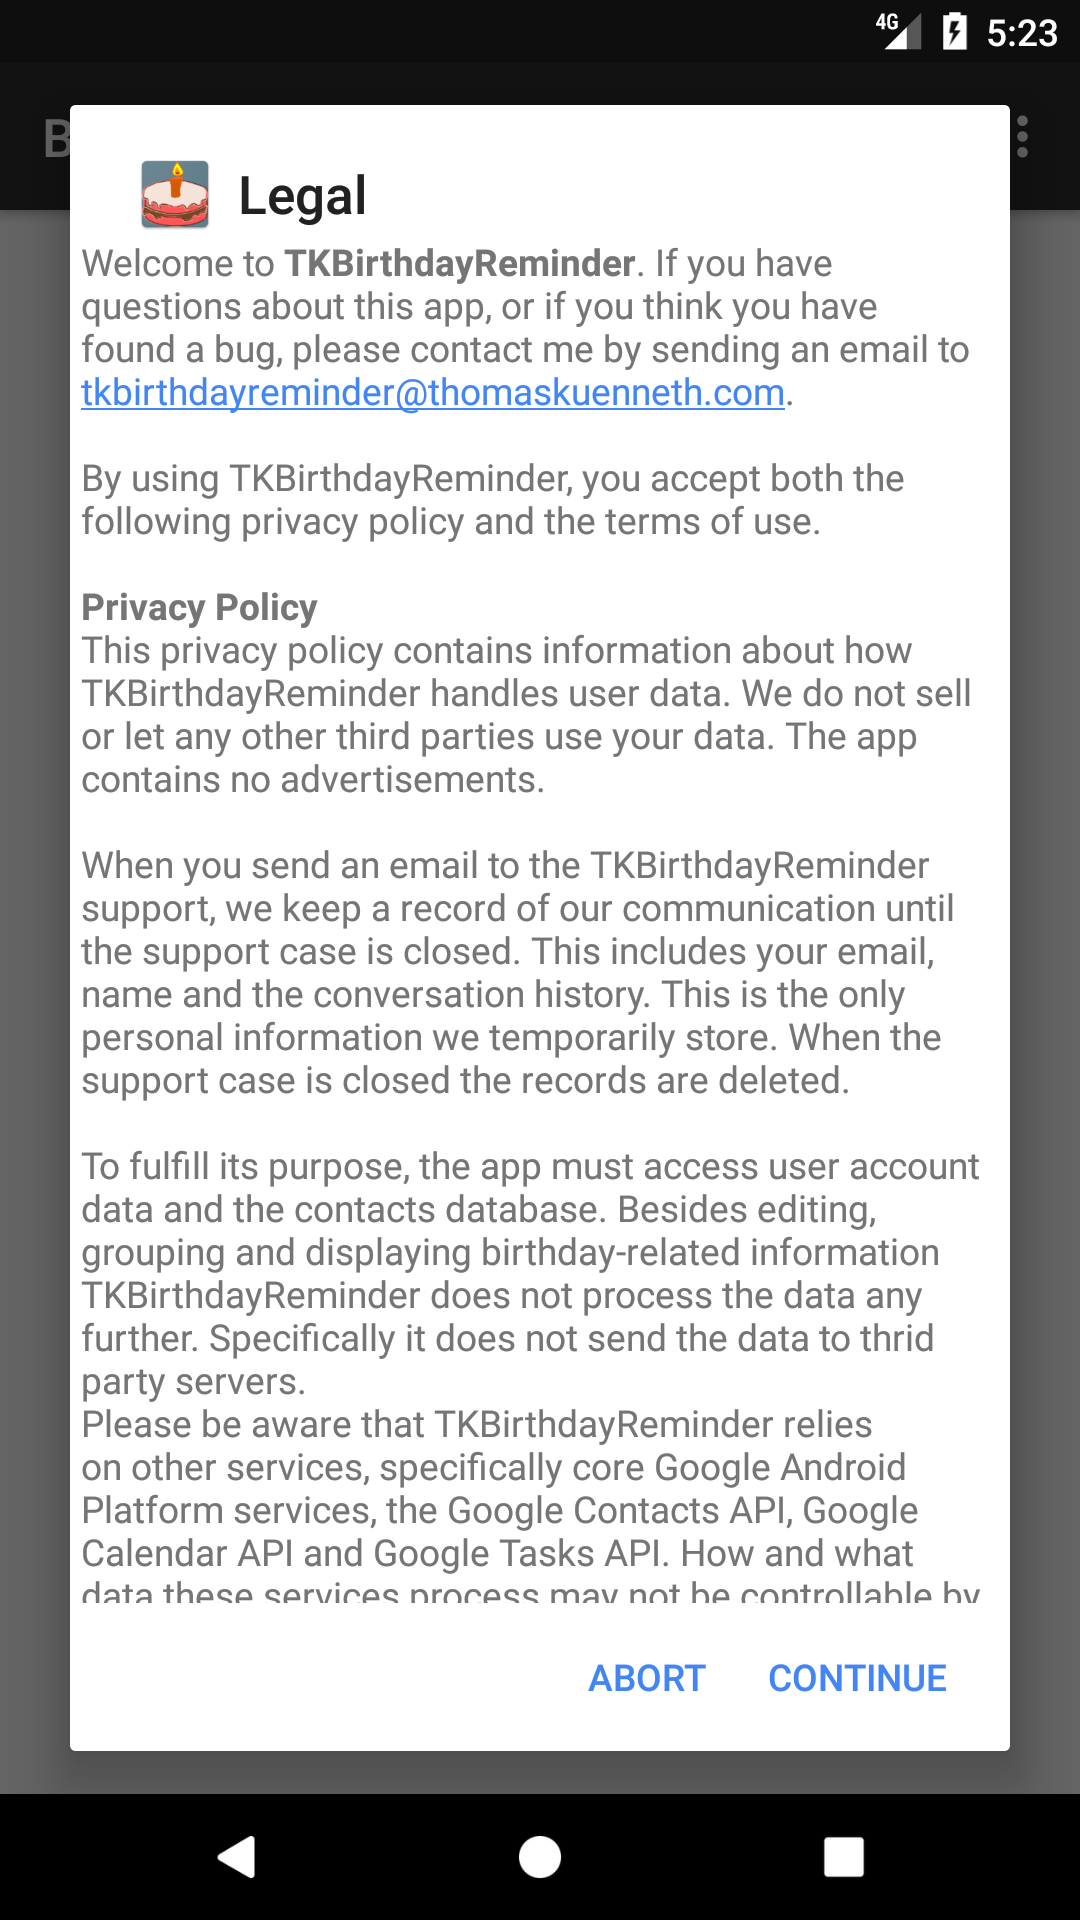 4G 5:23
B
Legal
Welcome to TKBirthdayReminder. If you have
questions about this app, or if you think you have
found a bug, please contact me by sending an email to
tkbirthdayreminder@thomaskuenneth.com.
By using TKBirthdayReminder, you accept both the
following privacy policy and the terms of use.
Privacy Policy
This privacy policy contains information about how
TKBirthdayReminder handles user data. We do not sell
or let any other third parties use your data. The app
contains no advertisements.
When you send an email to the TKBirthdayReminder
support, we keep a record of our communication until
the support case is closed. This includes your email,
name and the conversation history. This is the only
personal information we temporarily store. When the
support case is closed the records are deleted.
To fulfill its purpose, the app must access user account
data and the contacts database. Besides editing,
grouping and displaying birthday-related information
TKBirthdayReminder does not process the data any
further. Specifically it does not send the data to thrid
party servers.
Please be aware that TKBirthdayReminder relies
on other services, specifically core Google Android
Platform services, the Google Contacts API, Google
Calendar API and Google Tasks API. How and what
data these services process may not be controllable by
ABORT CONTINUE